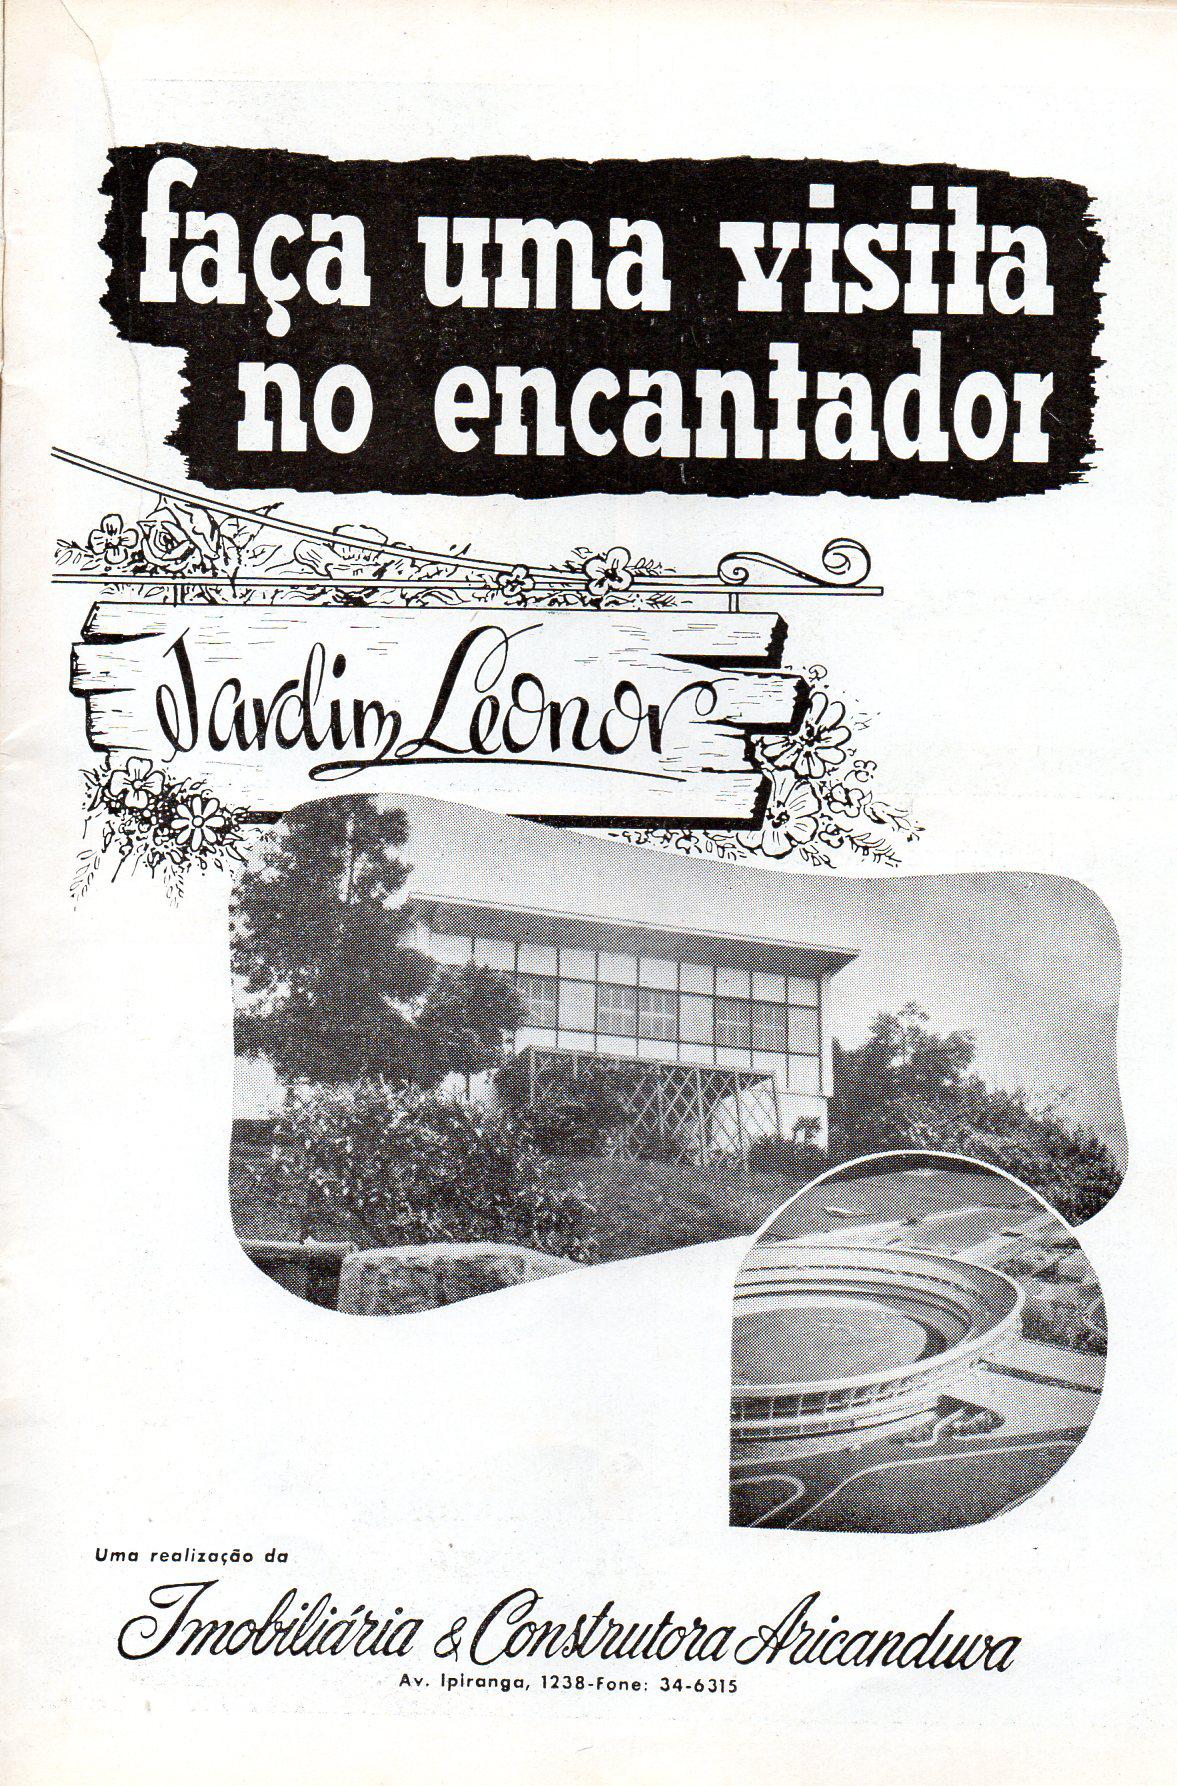 faça uma visita
no encantador
Jardim Leonor
Uma realização da
Imobiliária & Construtora Aricanduva
Av. Ipiranga, 1238-Fone: 34-6315